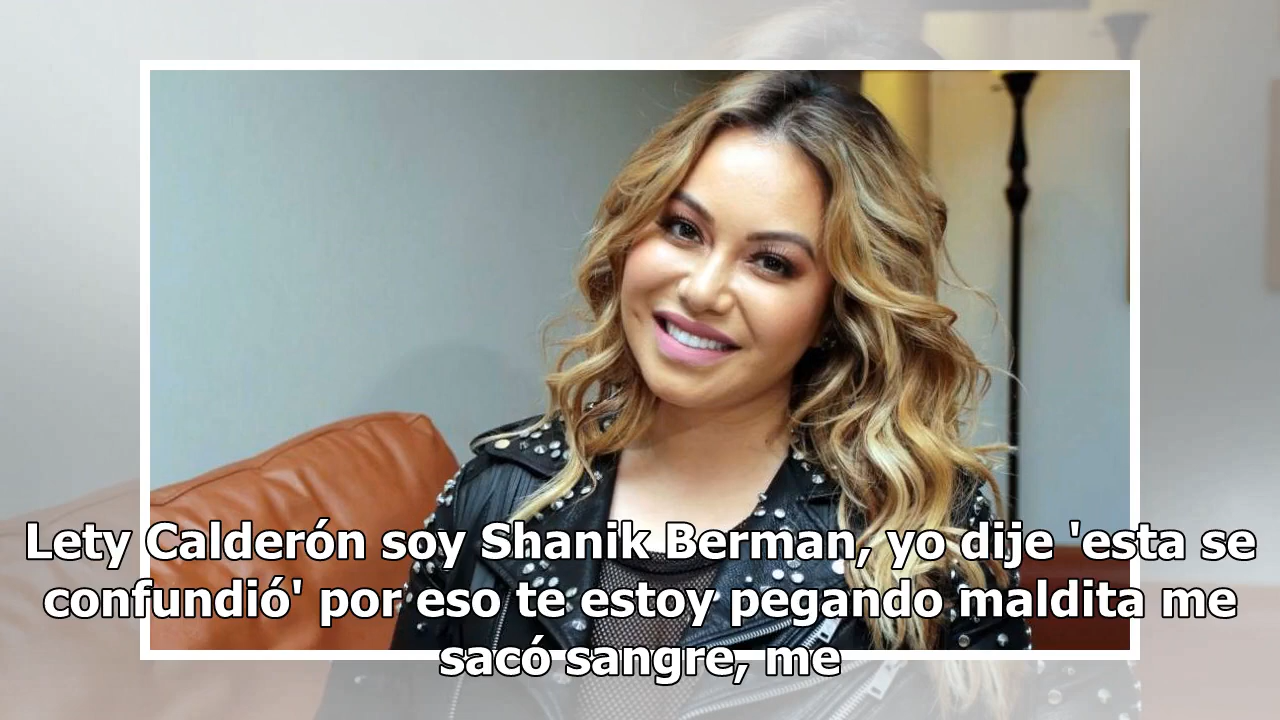 Lety Calderón soy Shanik Berman, yo dije 'esta se
confundió' por eso te estoy pegando maldita me
sacó sangre, me